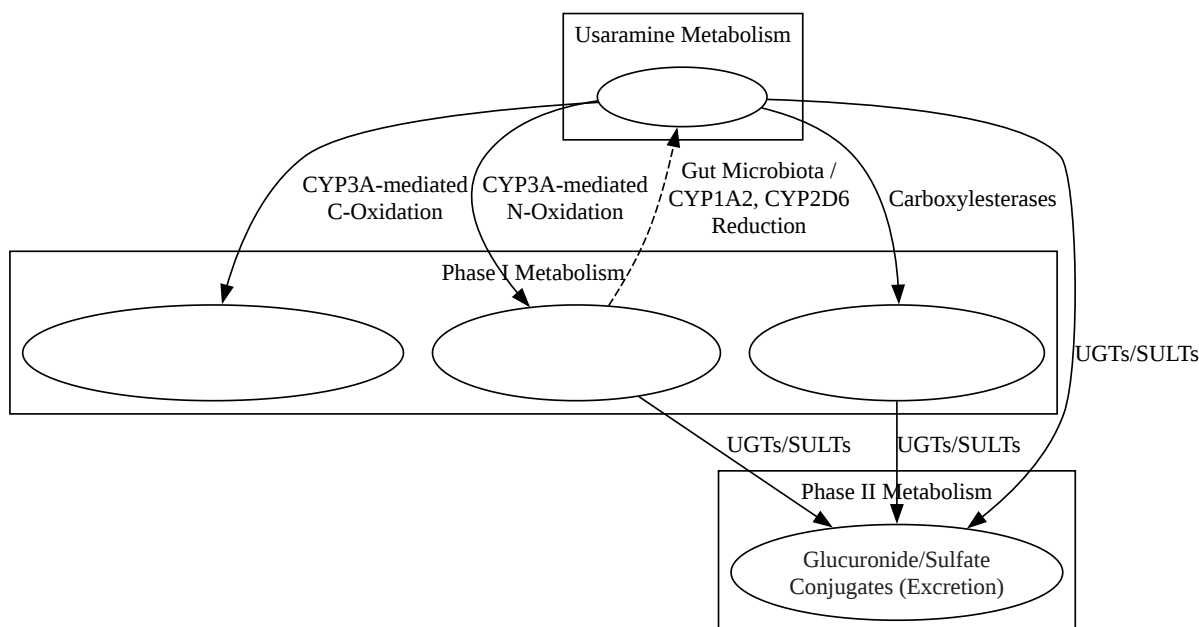 Usaramine Metabolism
CYP3A-mediated
C-Oxidation
CYP3A-mediated
N-Oxidation
Gut Microbiota /
CYP1A2, CYP2D6
Reduction
Carboxylesterases
Phase I Metabolism
UGTs/SULTs
UGTs/SULTs
UGTs/SULTs
Phase II Metabolism
Glucuronide/Sulfate
Conjugates (Excretion)